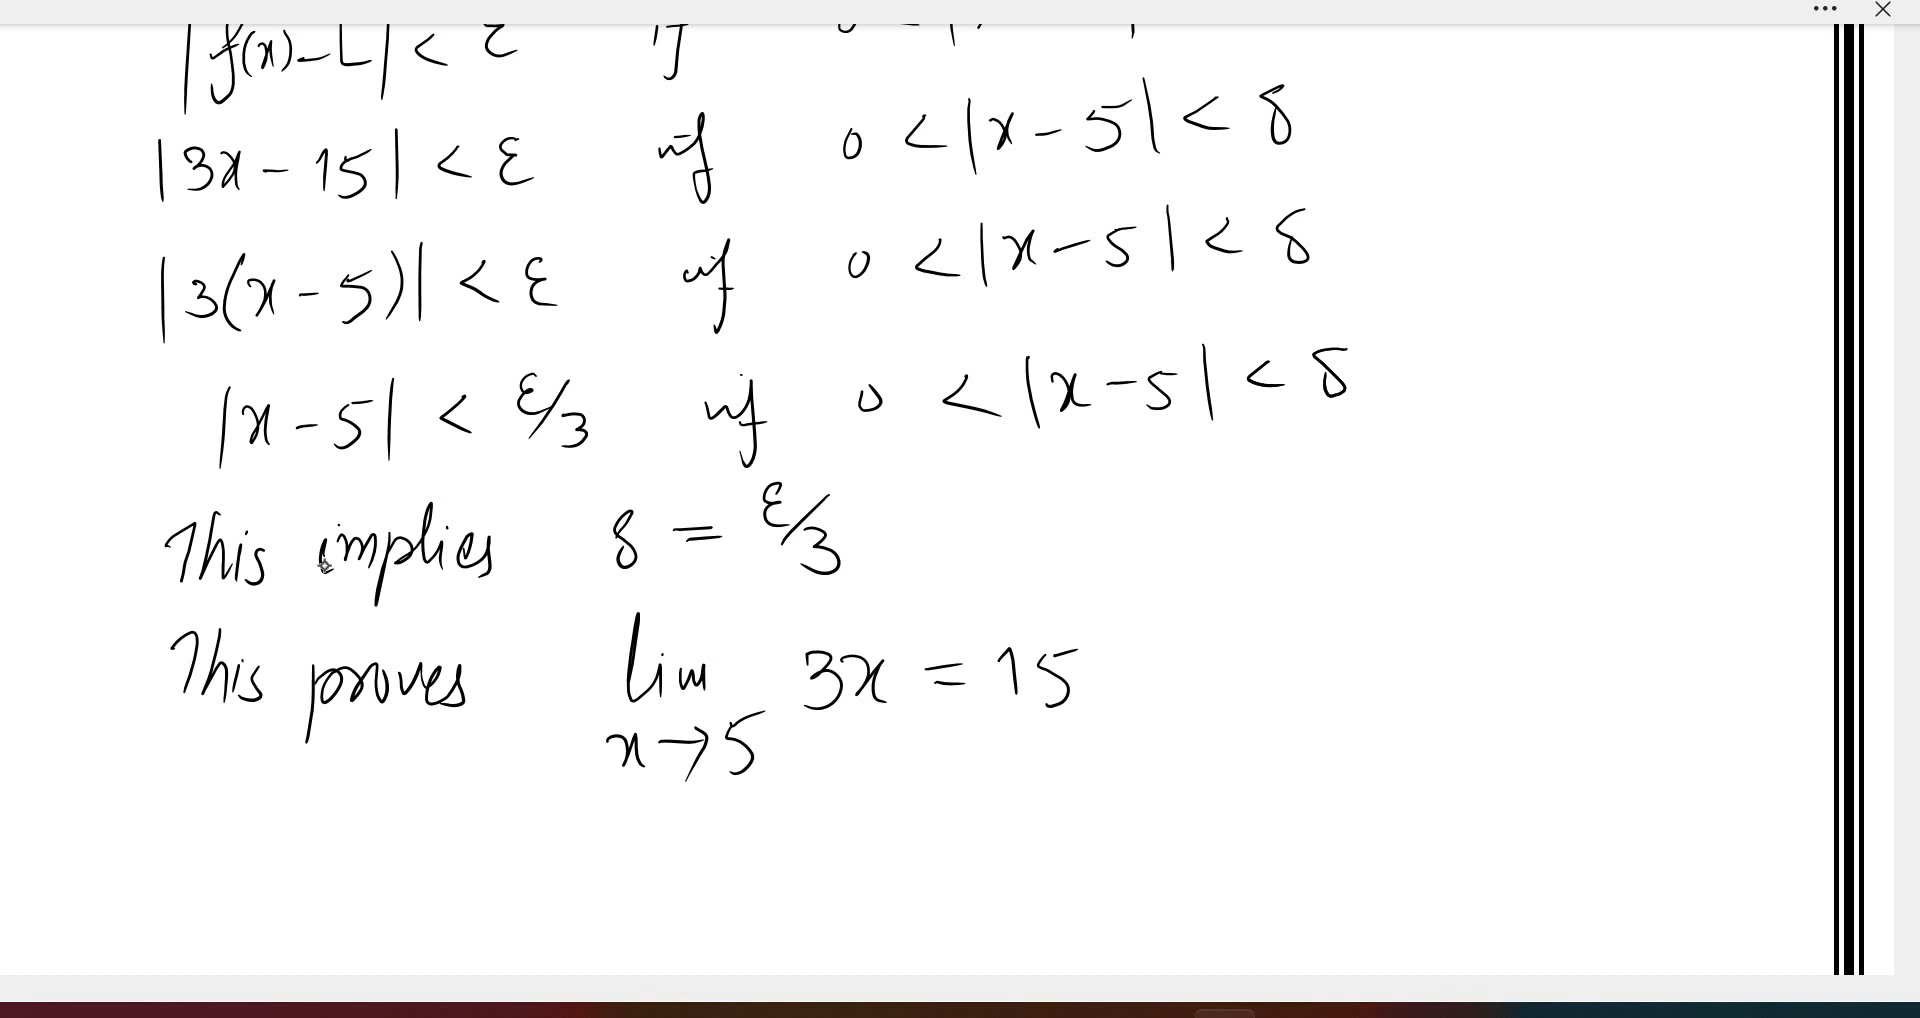 |f(x)-L| < ε if
|3x - 15| < ε if 0 < |x - 5| < δ
|3(x - 5)| < ε if 0 < |x - 5| < δ
|x - 5| < ε/3 if 0 < |x - 5| < δ
This implies δ = ε/3
This proves lim 3x = 15
x→5